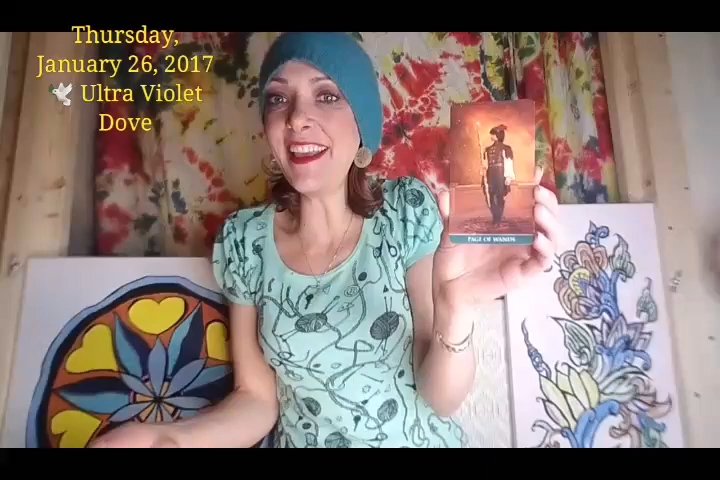 Thursday,
January 26, 2017
🕊 Ultra Violet
Dove
PAGE OF WANDS